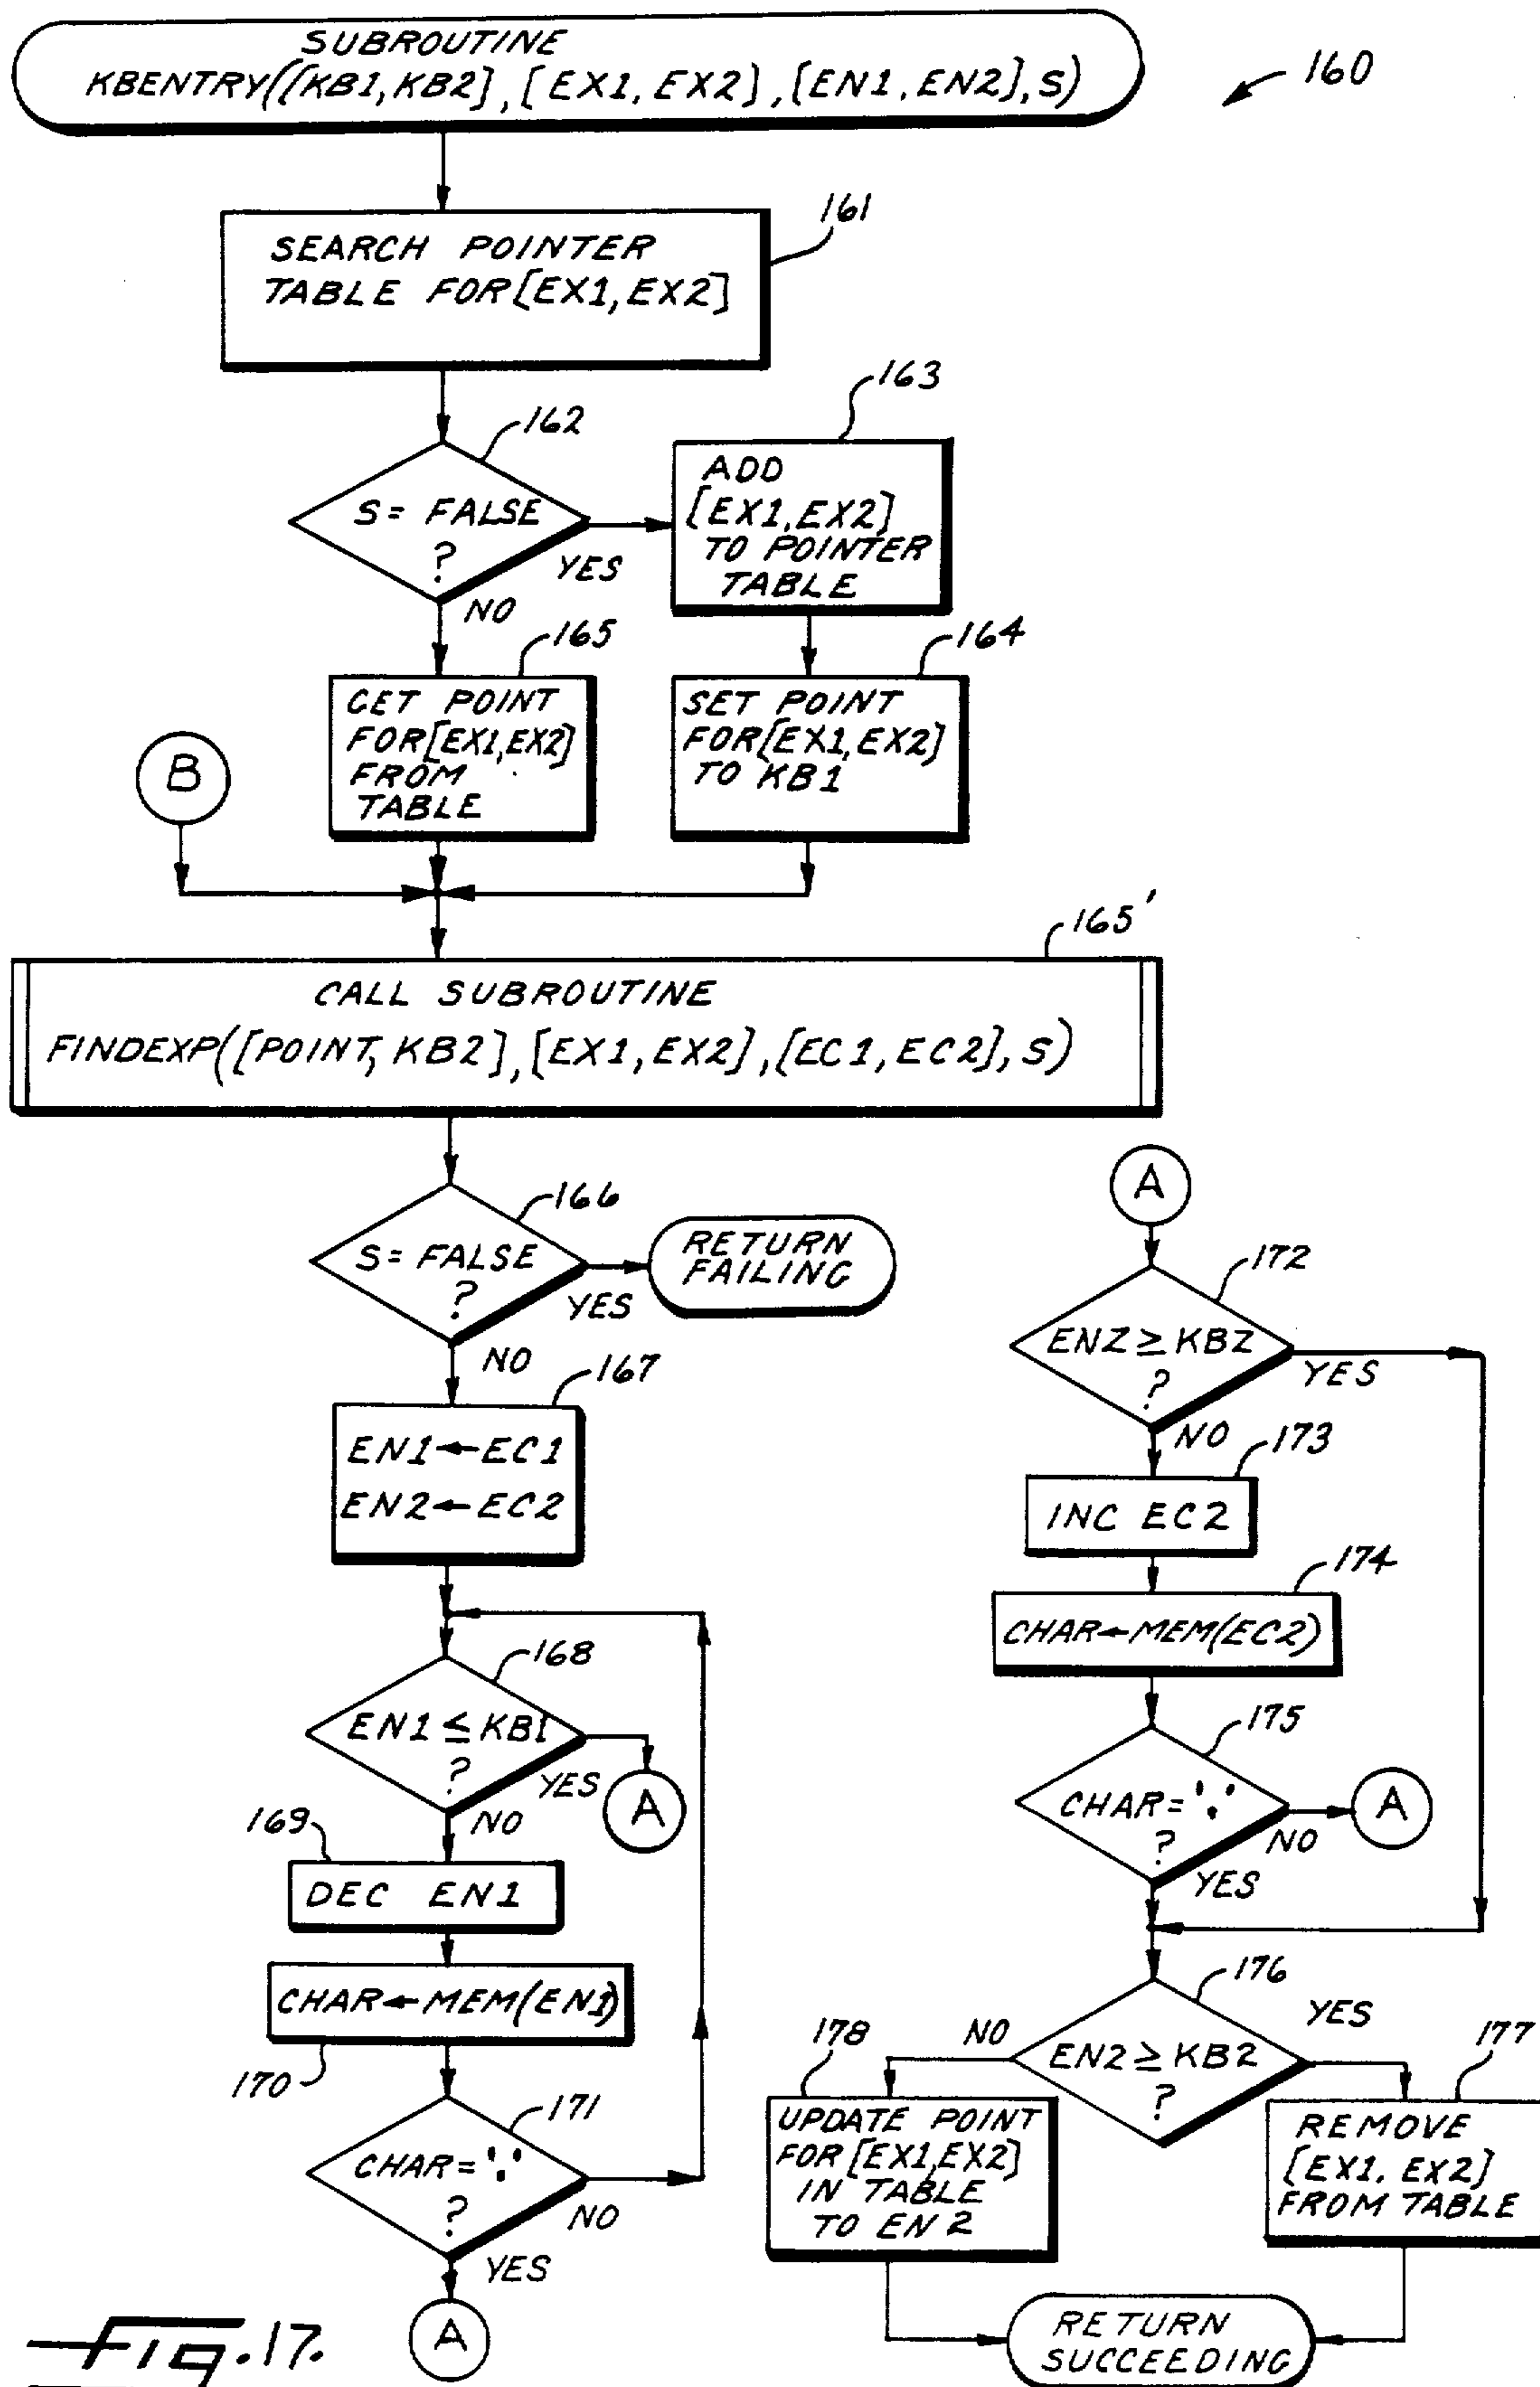 SUBROUTINE
KBENTRY([KB1,KB2],[EX1,EX2],[EN1,EN2],S)
160
161
SEARCH POINTER
TABLE FOR[EX1,EX2]
162
S= FALSE
?
YES
NO
163
ADD
[EX1,EX2]
TO POINTER
TABLE
165
GET POINT
FOR[EX1,EX2]
FROM
TABLE
164
SET POINT
FOR[EX1,EX2]
TO KB1
B
165'
CALL SUBROUTINE
FINDEXP([POINT,KB2],[EX1,EX2],[EC1,EC2],S)
166
S= FALSE
?
YES
NO
RETURN
FAILING
167
EN1←EC1
EN2←EC2
168
EN1≤KB1
?
YES
NO
A
169
DEC EN1
CHAR←MEM(EN1)
170
171
CHAR='.'
?
NO
YES
A
A
172
ENZ≥KBZ
?
YES
NO
173
INC EC2
174
CHAR←MEM(EC2)
175
CHAR='.'
?
NO
A
YES
176
EN2≥KB2
?
NO
YES
178
UPDATE POINT
FOR[EX1,EX2]
IN TABLE
TO EN2
177
REMOVE
[EX1,EX2]
FROM TABLE
RETURN
SUCCEEDING
Fig.17.